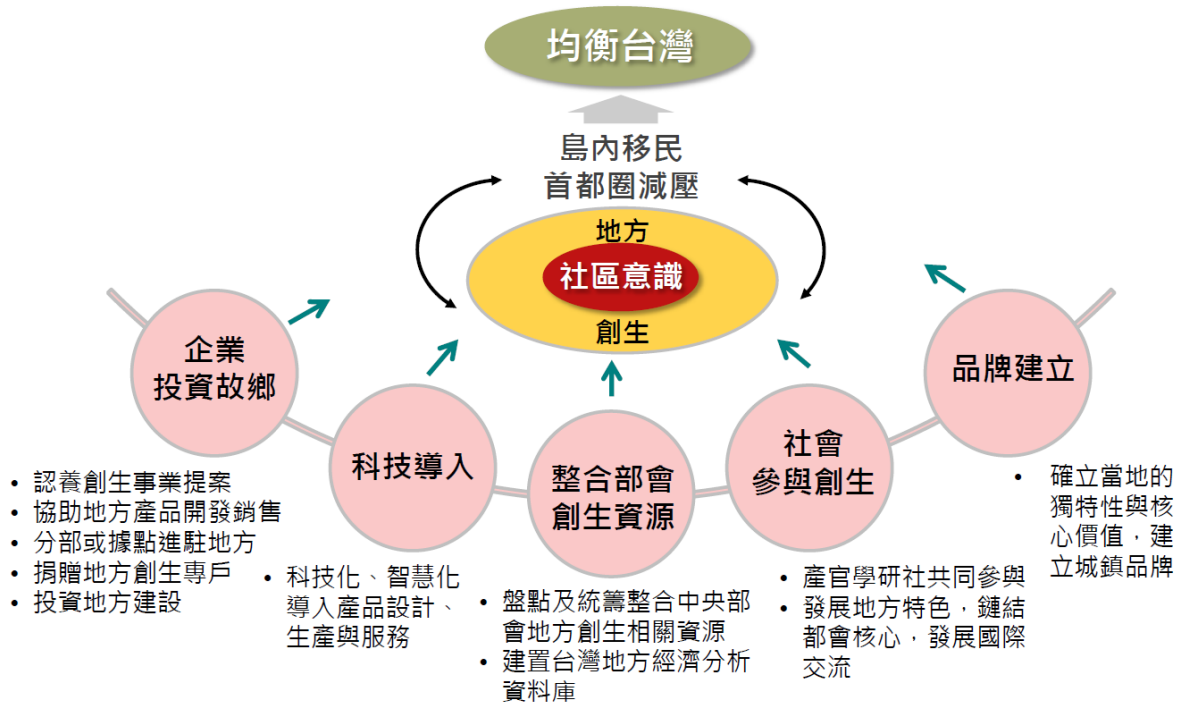 均衡台灣
島內移民
首都圈減壓
地方
社區意識
創生
企業
投資故鄉
• 認養創生事業提案
• 協助地方產品開發銷售
• 分部或據點進駐地方
• 捐贈地方創生專戶
• 投資地方建設
科技導入
• 科技化、智慧化
導入產品設計、
生產與服務
整合部會
創生資源
• 盤點及統籌整合中央部
會地方創生相關資源
• 建置台灣地方經濟分析
資料庫
社會
參與創生
• 產官學研社共同參與
• 發展地方特色，鏈結
都會核心，發展國際
交流
品牌建立
• 確立當地的
獨特性與核
心價值，建
立城鎮品牌